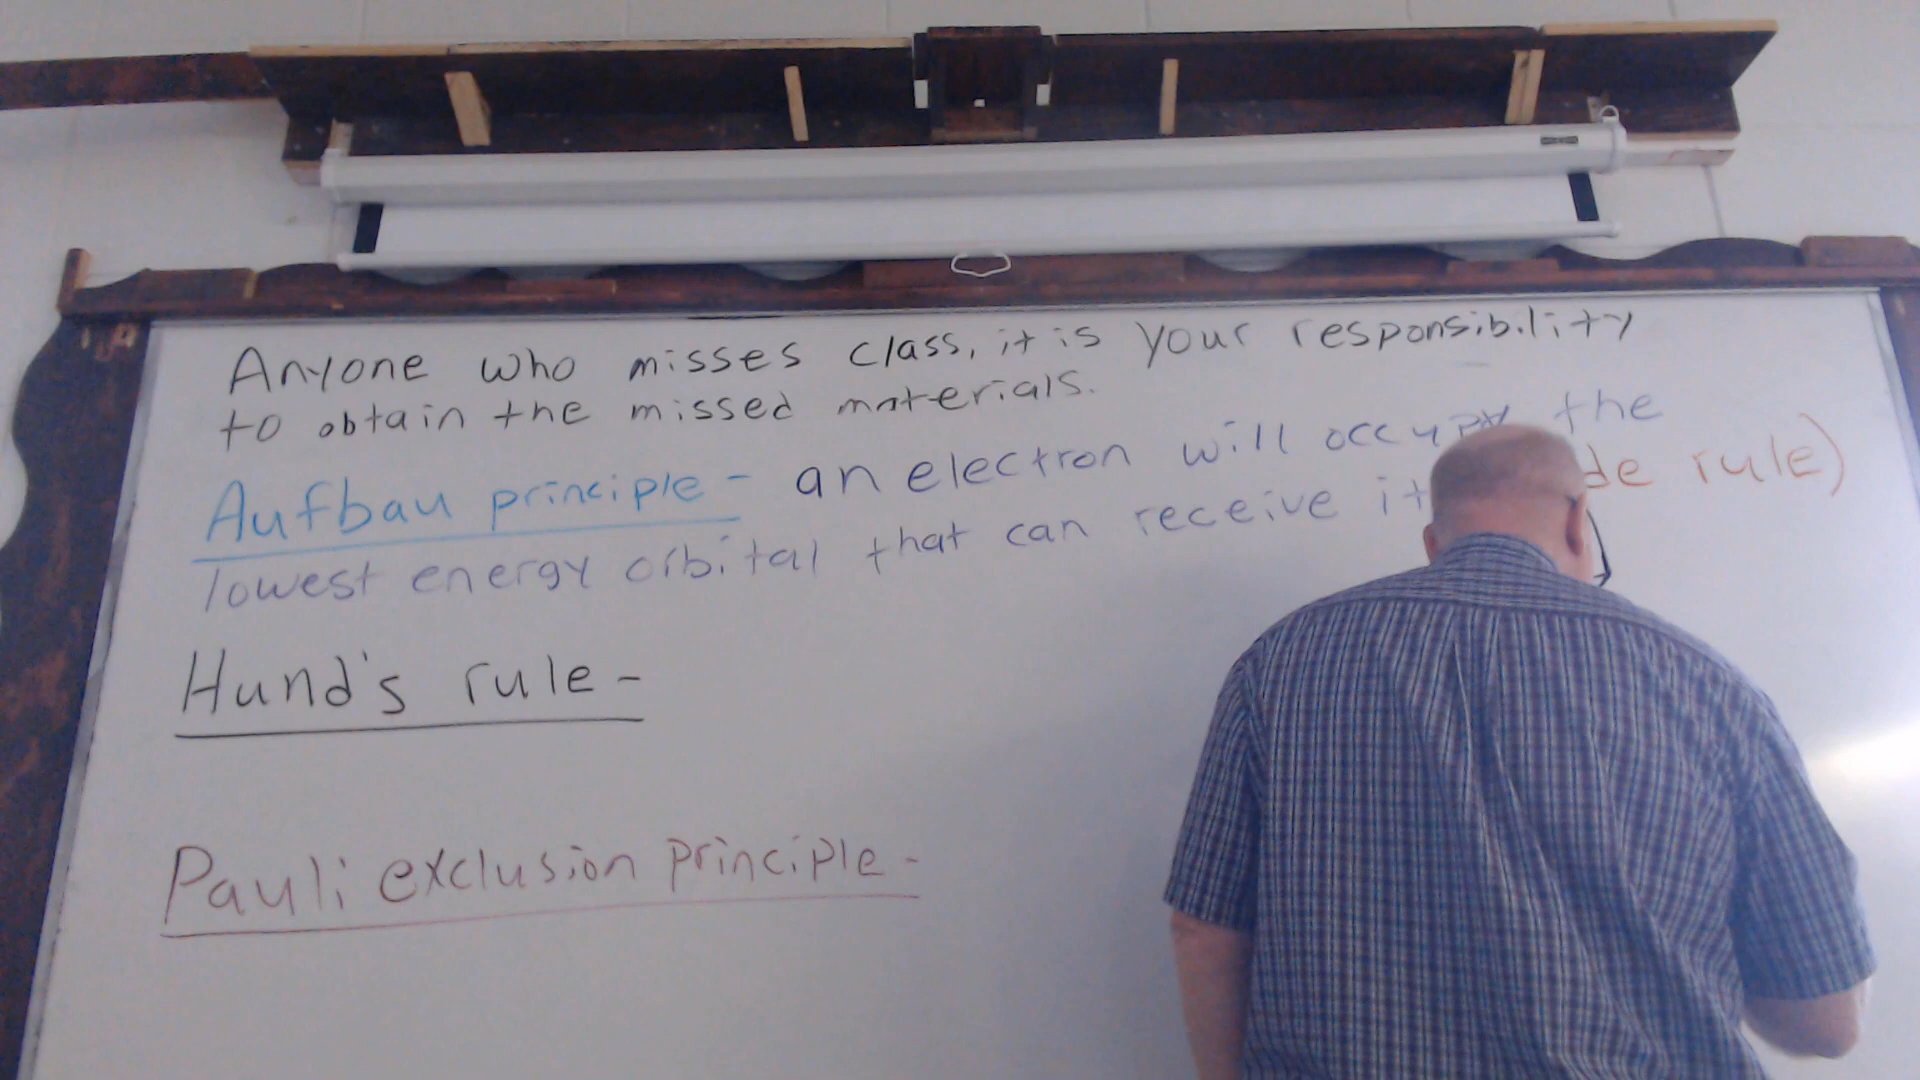 Anyone who misses class, it is your responsibility
to obtain the missed materials.
Aufbau principle - an electron will occupy the
lowest energy orbital that can receive it rule)
Hund's rule -
Pauli exclusion principle -